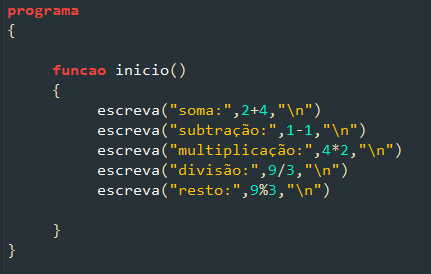 programa
{
funcao inicio()
{
escreva("soma:",2+4,"\n")
escreva("subtração:",1-1,"\n")
escreva("multiplicação:",4*2,"\n")
escreva("divisão:",9/3,"\n")
escreva("resto:",9%3,"\n")
}
}